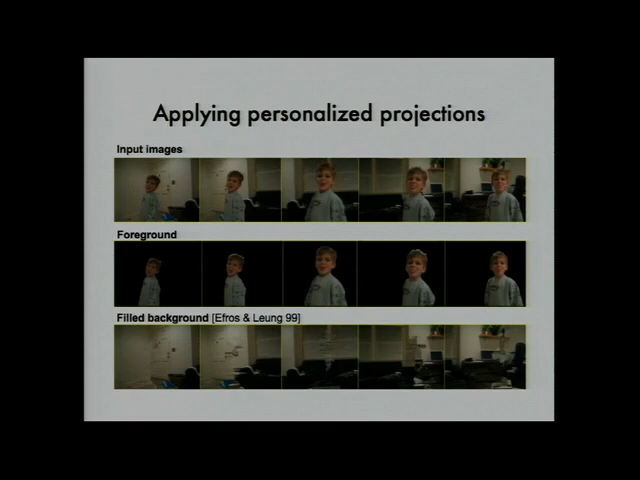 Applying personalized projections
Input images
Foreground
Filled background [Efros & Leung 99]